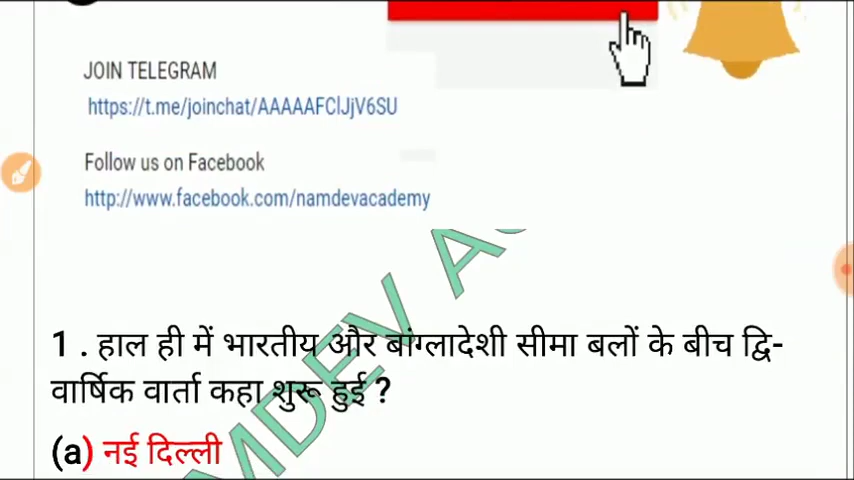 JOIN TELEGRAM
https://t.me/joinchat/AAAAAFClJjV6SU
Follow us on Facebook
http://www.facebook.com/namdevacademy
1 . हाल ही में भारतीय और बांग्लादेशी सीमा बलों के बीच द्वि-
वार्षिक वार्ता कहा शुरू हुई ?
(a) नई दिल्ली